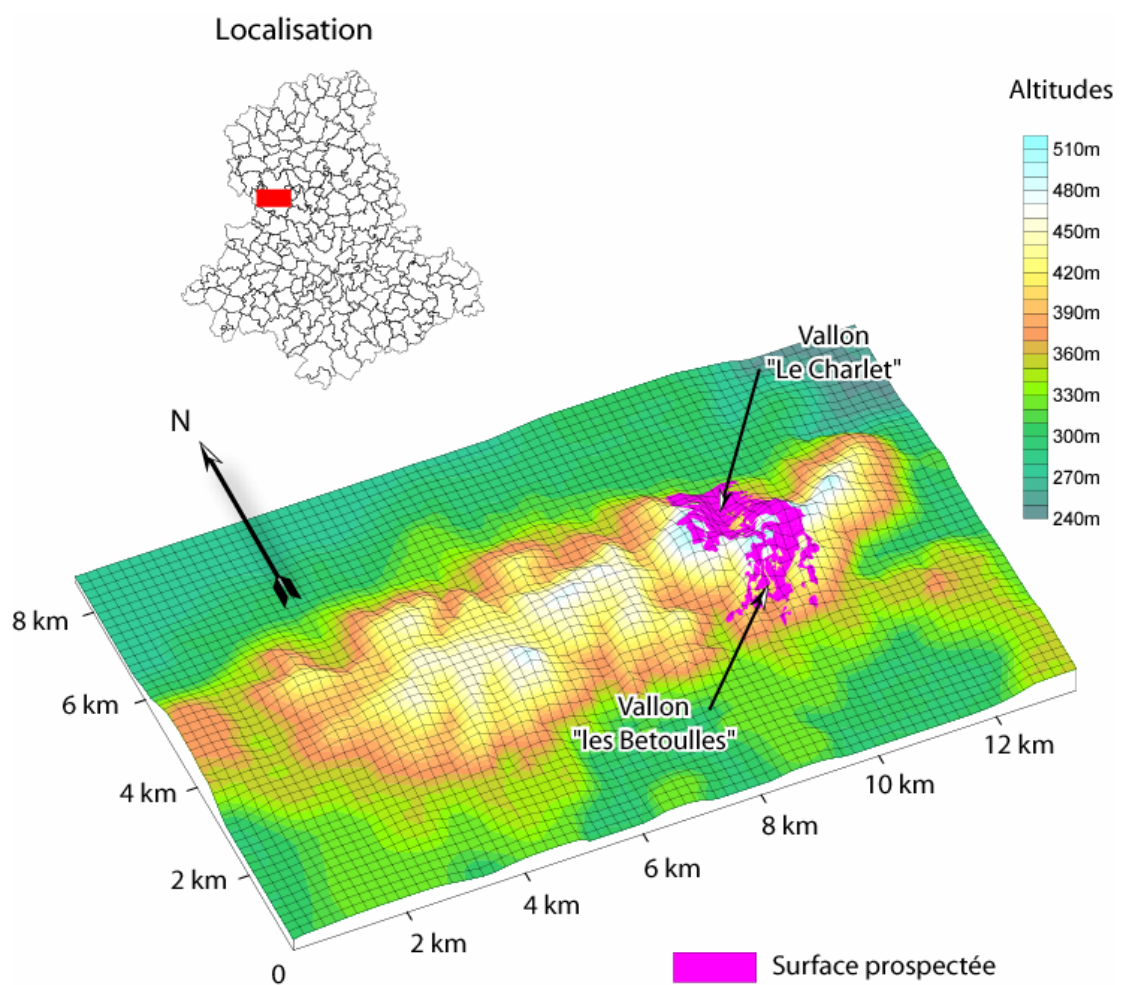 Localisation
Altitudes
510m
480m
450m
420m
390m
360m
330m
300m
270m
240m
Vallon
"Le Charlet"
N
8 km
6 km
4 km
2 km
0
Vallon
"les Betoulles"
2 km
4 km
6 km
8 km
10 km
12 km
Surface prospectée